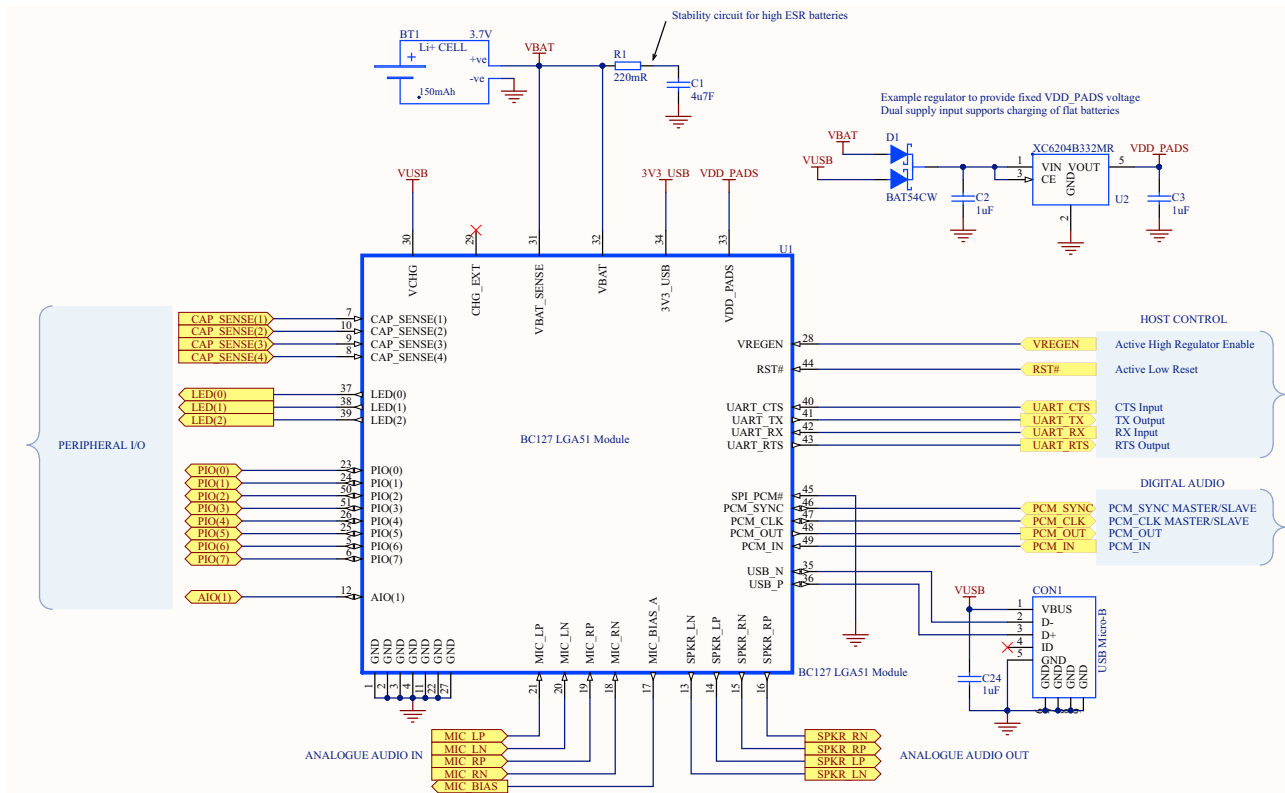 Stability circuit for high ESR batteries
BT1 3.7V
Li+ CELL
+
+ve
-ve
150mAh
VBAT
R1
220mR
C1
4u7F
Example regulator to provide fixed VDD_PADS voltage
Dual supply input supports charging of flat batteries
VBAT
VUSB
D1
BAT54CW
C2
1uF
XC6204B332MR
1 VIN VOUT 5
3 CE
GND
2
U2
VDD_PADS
C3
1uF
VUSB
3V3_USB
VDD_PADS
30 29 31 32 34 33
U1
VCHG
CHG_EXT
VBAT_SENSE
VBAT
3V3_USB
VDD_PADS
PERIPHERAL I/O
CAP_SENSE(1) 7 CAP_SENSE(1)
CAP_SENSE(2) 10 CAP_SENSE(2)
CAP_SENSE(3) 9 CAP_SENSE(3)
CAP_SENSE(4) 8 CAP_SENSE(4)
LED(0) 37 LED(0)
LED(1) 38 LED(1)
LED(2) 39 LED(2)
PIO(0) 23 PIO(0)
PIO(1) 24 PIO(1)
PIO(2) 50 PIO(2)
PIO(3) 51 PIO(3)
PIO(4) 26 PIO(4)
PIO(5) 25 PIO(5)
PIO(6) 5 PIO(6)
PIO(7) 6 PIO(7)
AIO(1) 12 AIO(1)
BC127 LGA51 Module
HOST CONTROL
VREGEN 28 VREGEN Active High Regulator Enable
RST# 44 RST# Active Low Reset
UART_CTS 40 UART_CTS CTS Input
UART_TX 41 UART_TX TX Output
UART_RX 42 UART_RX RX Input
UART_RTS 43 UART_RTS RTS Output
DIGITAL AUDIO
SPI_PCM# 45
PCM_SYNC 46 PCM_SYNC PCM_SYNC MASTER/SLAVE
PCM_CLK 47 PCM_CLK PCM_CLK MASTER/SLAVE
PCM_OUT 48 PCM_OUT PCM_OUT
PCM_IN 49 PCM_IN PCM_IN
USB_N 35
USB_P 36
VUSB
CON1
1 VBUS
2 D-
3 D+
4 ID
5 GND
GND GND GND GND
USB Micro-B
C24
1uF
GND GND GND GND GND GND GND
1 2 3 4 11 22 27
MIC_LP
MIC_LN
MIC_RP
MIC_RN
MIC_BIAS_A
SPKR_LN
SPKR_LP
SPKR_RN
SPKR_RP
BC127 LGA51 Module
21 20 19 18 17 13 14 15 16
ANALOGUE AUDIO IN
MIC_LP
MIC_LN
MIC_RP
MIC_RN
MIC_BIAS
SPKR_RN
SPKR_RP
SPKR_LP
SPKR_LN
ANALOGUE AUDIO OUT